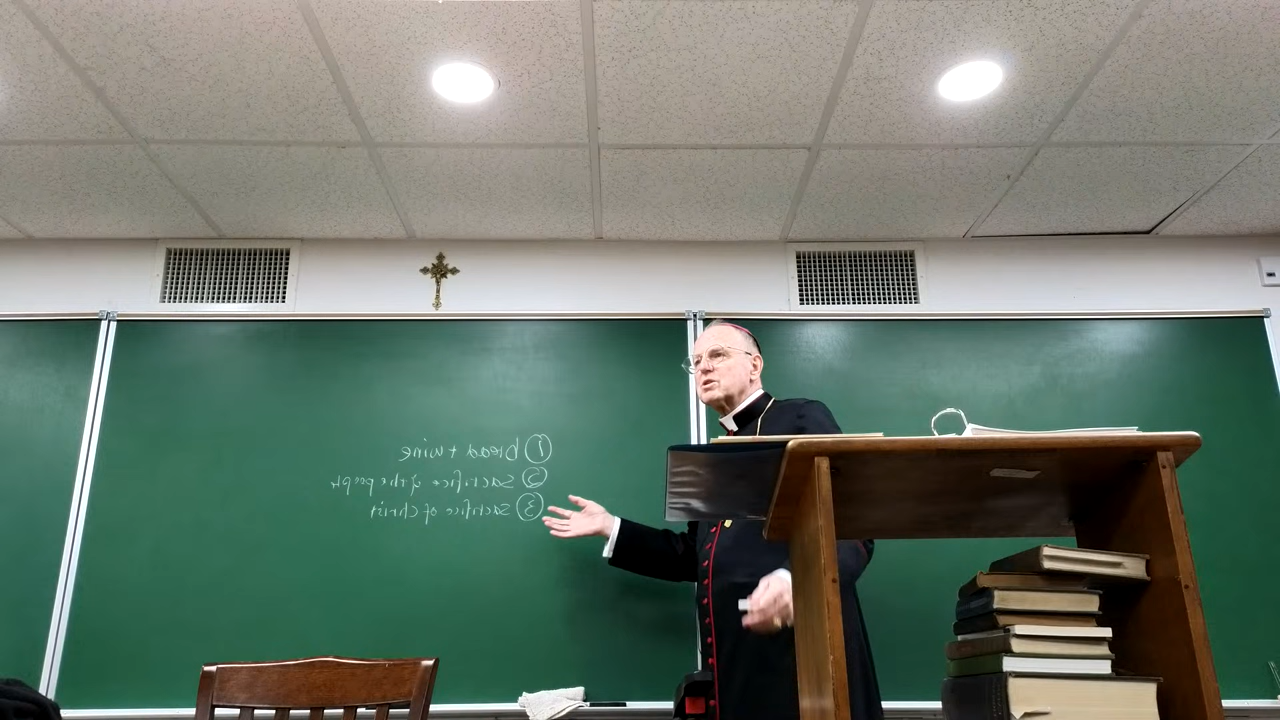 ① bread + wine
② sacrifice of the people
③ sacrifice of Christ